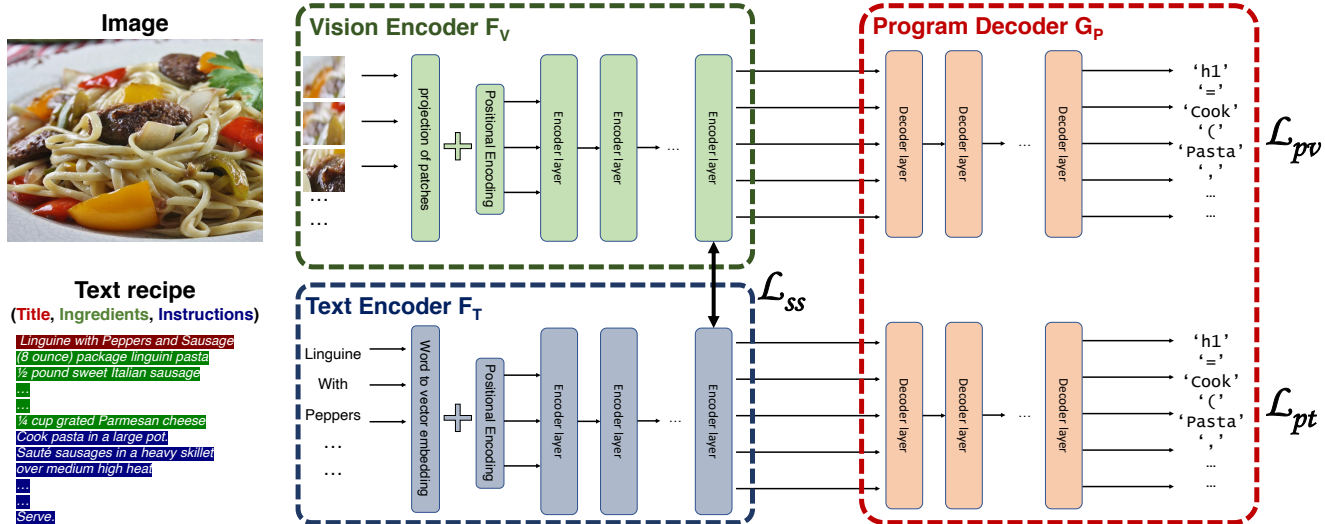 Image
Text recipe
(Title, Ingredients, Instructions)
Linguine with Peppers and Sausage
(8 ounce) package linguini pasta
½ pound sweet Italian sausage
...
...
¼ cup grated Parmesan cheese
Cook pasta in a large pot.
Sauté sausages in a heavy skillet
over medium high heat
...
...
Serve.
Vision Encoder F_V
...
...
projection of patches
+
Positional Encoding
Encoder layer
Encoder layer
...
Encoder layer
Text Encoder F_T
Linguine
With
Peppers
...
...
Word to vector embedding
+
Positional Encoding
Encoder layer
Encoder layer
...
Encoder layer
ℒ_ss
Program Decoder G_P
Decoder layer
Decoder layer
...
Decoder layer
‘h1’
‘=’
‘Cook’
‘(’
‘Pasta’
‘,’
...
...
ℒ_pv
Decoder layer
Decoder layer
...
Decoder layer
‘h1’
‘=’
‘Cook’
‘(’
‘Pasta’
‘,’
...
...
ℒ_pt